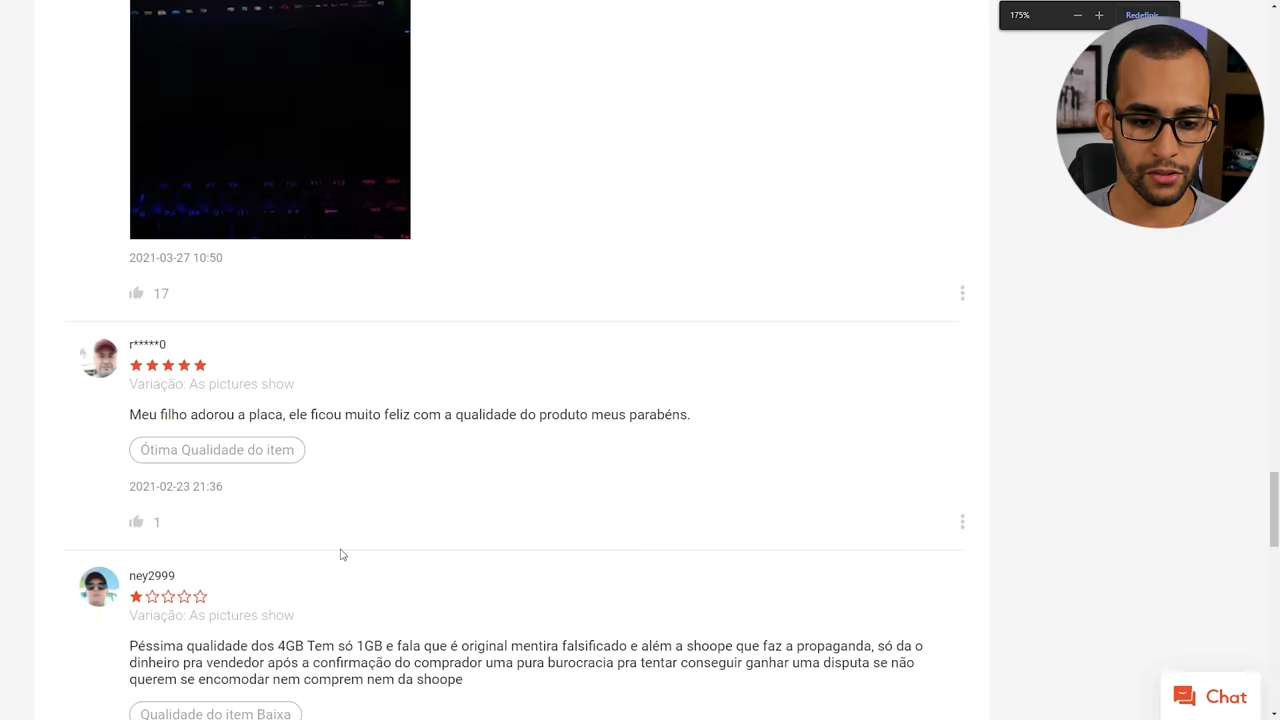 175%
Redefinir
2021-03-27 10:50
17
r*****0
Variação: As pictures show
Meu filho adorou a placa, ele ficou muito feliz com a qualidade do produto meus parabéns.
Ótima Qualidade do item
2021-02-23 21:36
1
ney2999
Variação: As pictures show
Péssima qualidade dos 4GB Tem só 1GB e fala que é original mentira falsificado e além a shoope que faz a propaganda, só da o
dinheiro pra vendedor após a confirmação do comprador uma pura burocracia pra tentar conseguir ganhar uma disputa se não
querem se encomodar nem comprem nem da shoope
Qualidade do item Baixa
Chat